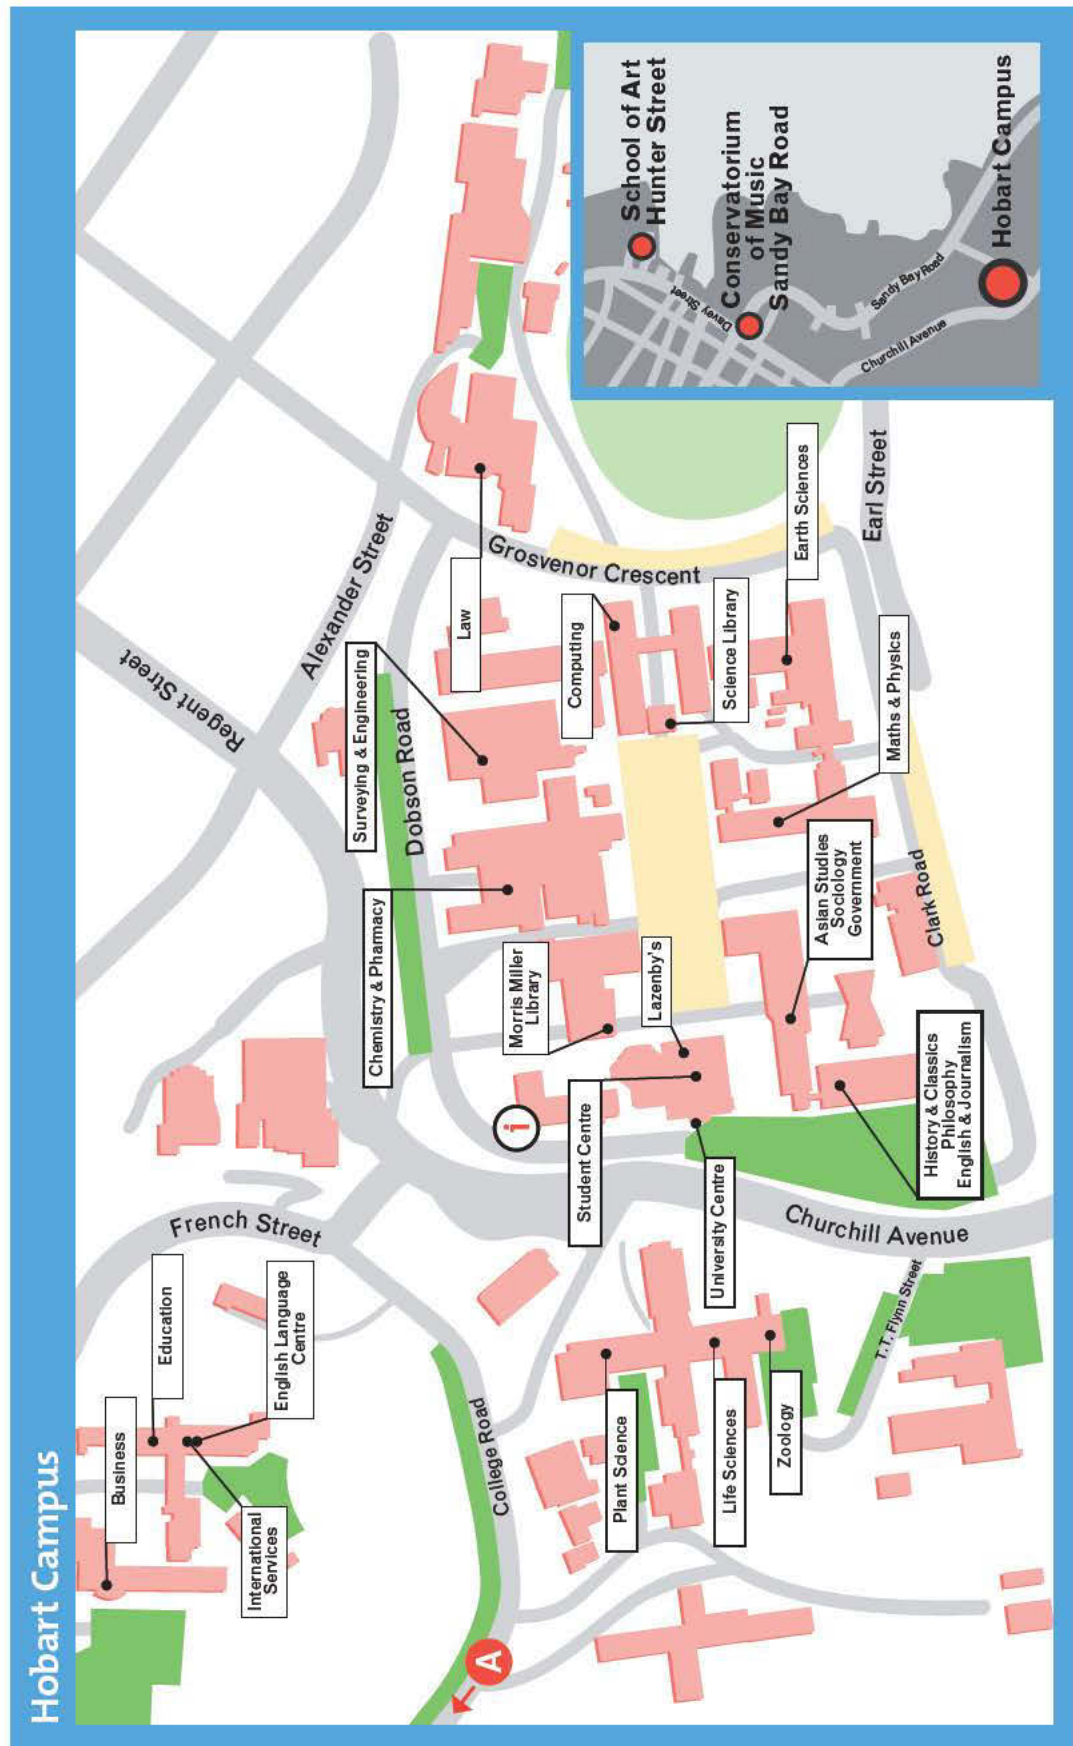 Hobart Campus
Business
Education
English Language
Centre
International
Services
French Street
College Road
A
Regent Street
Alexander Street
Surveying & Engineering
Dobson Road
Chemistry & Pharmacy
Law
Grosvenor Crescent
Computing
Science Library
Earth Sciences
Earl Street
Maths & Physics
Morris Miller
Library
Lazenby's
Asian Studies
Sociology
Government
Clark Road
i
Student Centre
University Centre
History & Classics
Philosophy
English & Journalism
Churchill Avenue
T.T. Flynn Street
Plant Science
Life Sciences
Zoology
School of Art
Hunter Street
Conservatorium
of Music
Sandy Bay Road
Hobart Campus
Davey Street
Sandy Bay Road
Churchill Avenue